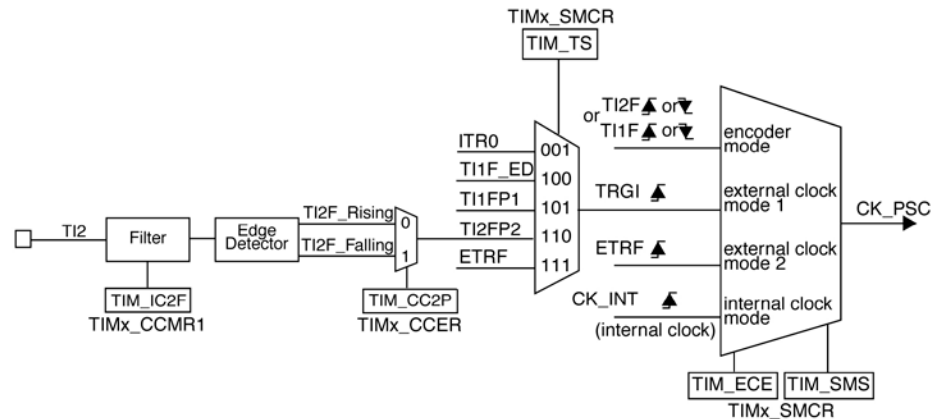 TIMx_SMCR
TIM_TS
TI2F or
or
TI1F or
encoder
mode
ITR0
001
TI1F_ED
100
TI1FP1
101
TI2FP2
110
ETRF
111
TRGI
external clock
mode 1
CK_PSC
TI2
Filter
Edge
Detector
TI2F_Rising
0
TI2F_Falling
1
ETRF
external clock
mode 2
TIM_IC2F
TIMx_CCMR1
TIM_CC2P
TIMx_CCER
CK_INT
(internal clock)
internal clock
mode
TIM_ECE
TIM_SMS
TIMx_SMCR